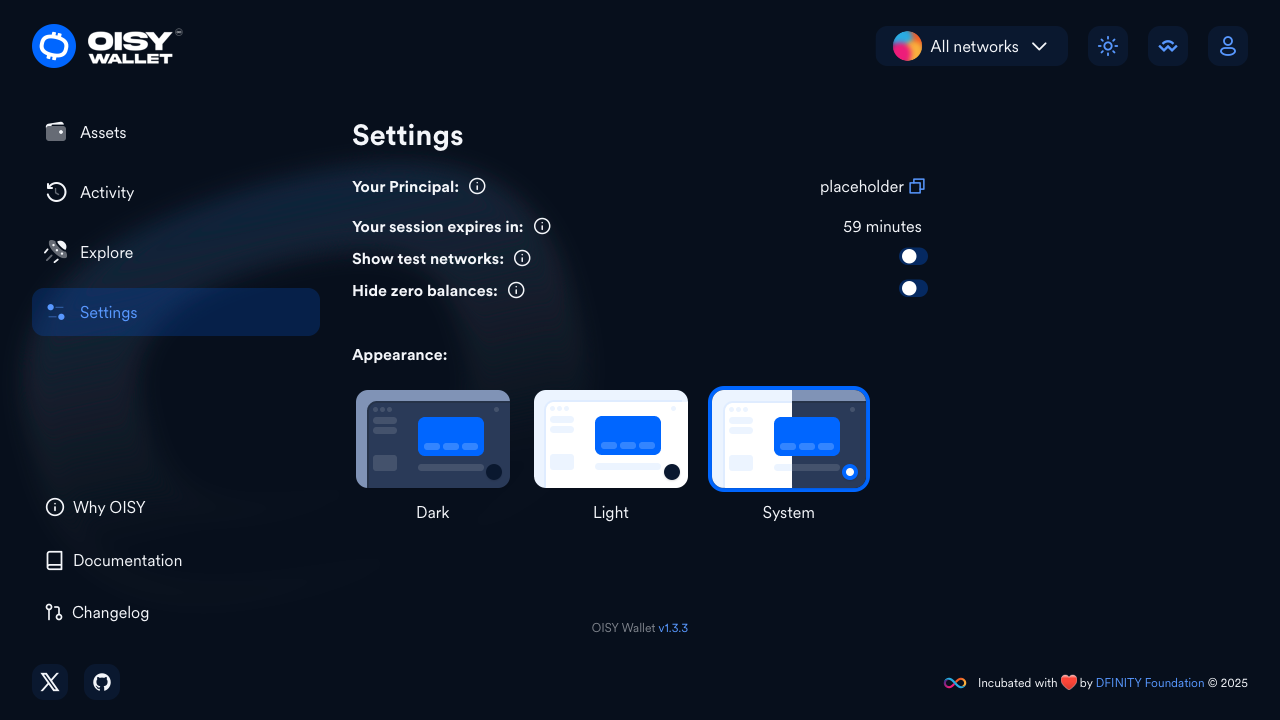 OISY
WALLET
All networks
Assets
Activity
Explore
Settings
Why OISY
Documentation
Changelog
Settings
Your Principal:
placeholder
Your session expires in:
59 minutes
Show test networks:
Hide zero balances:
Appearance:
Dark
Light
System
OISY Wallet v1.3.3
Incubated with ❤️ by DFINITY Foundation © 2025